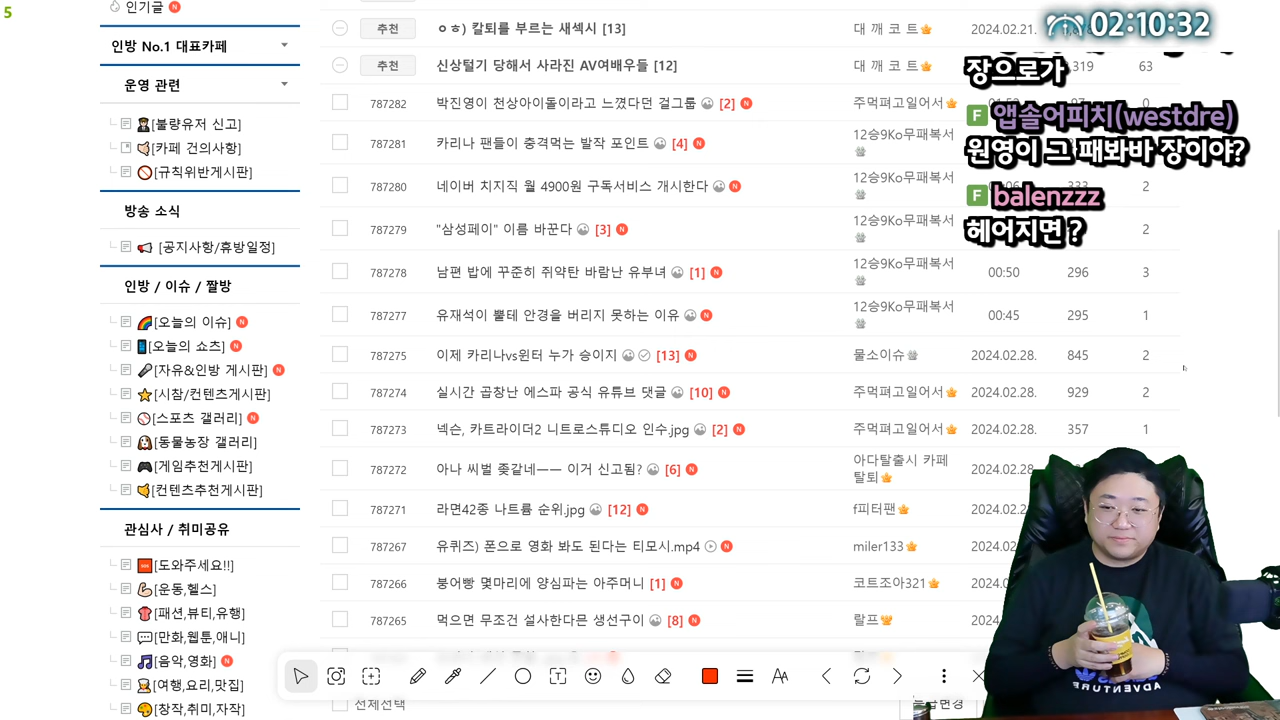 5
인기글 N
인방 No.1 대표카페
운영 관련
[불량유저 신고]
[카페 건의사항]
[규칙위반게시판]
방송 소식
[공지사항/휴방일정]
인방 / 이슈 / 짤방
[오늘의 이슈] N
[오늘의 쇼츠] N
[자유&인방 게시판] N
[시참/컨텐츠게시판]
[스포츠 갤러리] N
[동물농장 갤러리]
[게임추천게시판]
[컨텐츠추천게시판]
관심사 / 취미공유
[도와주세요!!]
[운동,헬스]
[패션,뷰티,유행]
[만화,웹툰,애니]
[음악,영화] N
[여행,요리,맛집]
[창작,취미,자작]
추천 ㅇㅎ) 칼퇴를 부르는 새섹시 [13] 대 깨 코 트 2024.02.21.
신상털기 당해서 사라진 AV여배우들 [12] 대 깨 코 트 319 63
787282 박진영이 천상아이돌이라고 느꼈다던 걸그룹 [2] N 주먹펴고일어서
787281 카리나 팬들이 충격먹는 발작 포인트 [4] N 12승9Ko무패복서
787280 네이버 치지직 월 4900원 구독서비스 개시한다 N 12승9Ko무패복서 333 2
787279 "삼성페이" 이름 바꾼다 [3] N 12승9Ko무패복서 2
787278 남편 밥에 꾸준히 쥐약탄 바람난 유부녀 [1] N 12승9Ko무패복서 00:50 296 3
787277 유재석이 뿔테 안경을 버리지 못하는 이유 N 12승9Ko무패복서 00:45 295 1
787275 이제 카리나vs윈터 누가 승이지 [13] N 물소이슈 2024.02.28. 845 2
787274 실시간 곱창난 에스파 공식 유튜브 댓글 [10] N 주먹펴고일어서 2024.02.28. 929 2
787273 넥슨, 카트라이더2 니트로스튜디오 인수.jpg [2] N 주먹펴고일어서 2024.02.28. 357 1
787272 아나 씨벌 좆같네ㅡㅡ 이거 신고됨? [6] N 아다탈출시 카페 2024.02.28
탈퇴
787271 라면42종 나트륨 순위.jpg [12] N f피터팬 2024.02.2
787267 유퀴즈) 폰으로 영화 봐도 된다는 티모시.mp4 N miler133 2024.02
787266 붕어빵 몇마리에 양심파는 아주머니 [1] N 코트조아321 2024.0
787265 먹으면 무조건 설사한다믄 생선구이 [8] N 랄프 2024.0
전체선택
02:10:32
장으로가
F 앱솔어피치(westdre)
원영이 그 패봐바 장이야?
F balenzzz
헤어지면 ?
ADVENTURE